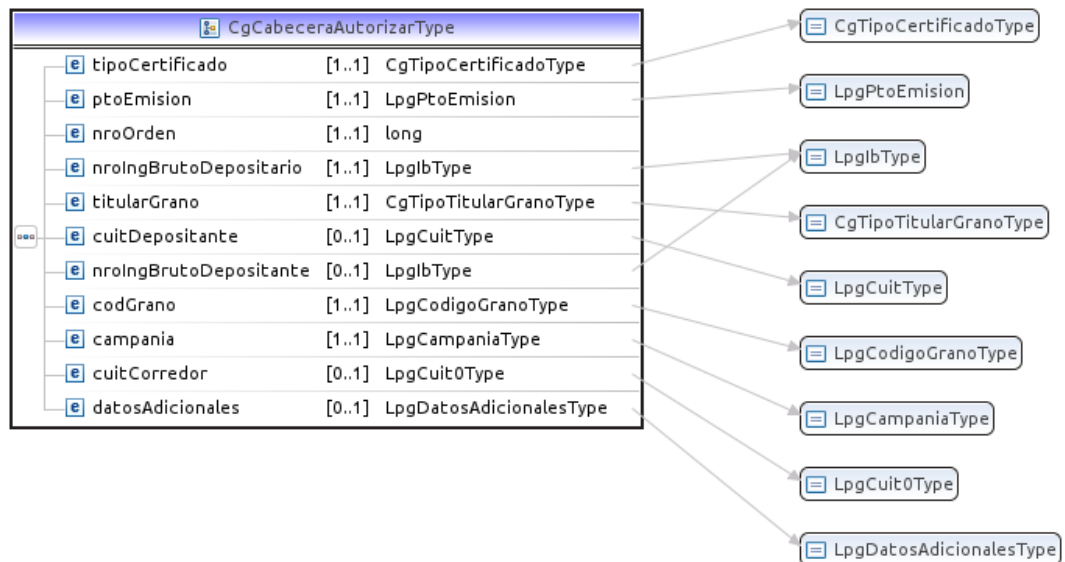 CgCabeceraAutorizarType
e tipoCertificado [1..1] CgTipoCertificadoType
e ptoEmision [1..1] LpgPtoEmision
e nroOrden [1..1] long
e nroIngBrutoDepositario [1..1] LpgIbType
e titularGrano [1..1] CgTipoTitularGranoType
e cuitDepositante [0..1] LpgCuitType
e nroIngBrutoDepositante [0..1] LpgIbType
e codGrano [1..1] LpgCodigoGranoType
e campania [1..1] LpgCampaniaType
e cuitCorredor [0..1] LpgCuit0Type
e datosAdicionales [0..1] LpgDatosAdicionalesType
CgTipoCertificadoType
LpgPtoEmision
LpgIbType
CgTipoTitularGranoType
LpgCuitType
LpgCodigoGranoType
LpgCampaniaType
LpgCuit0Type
LpgDatosAdicionalesType